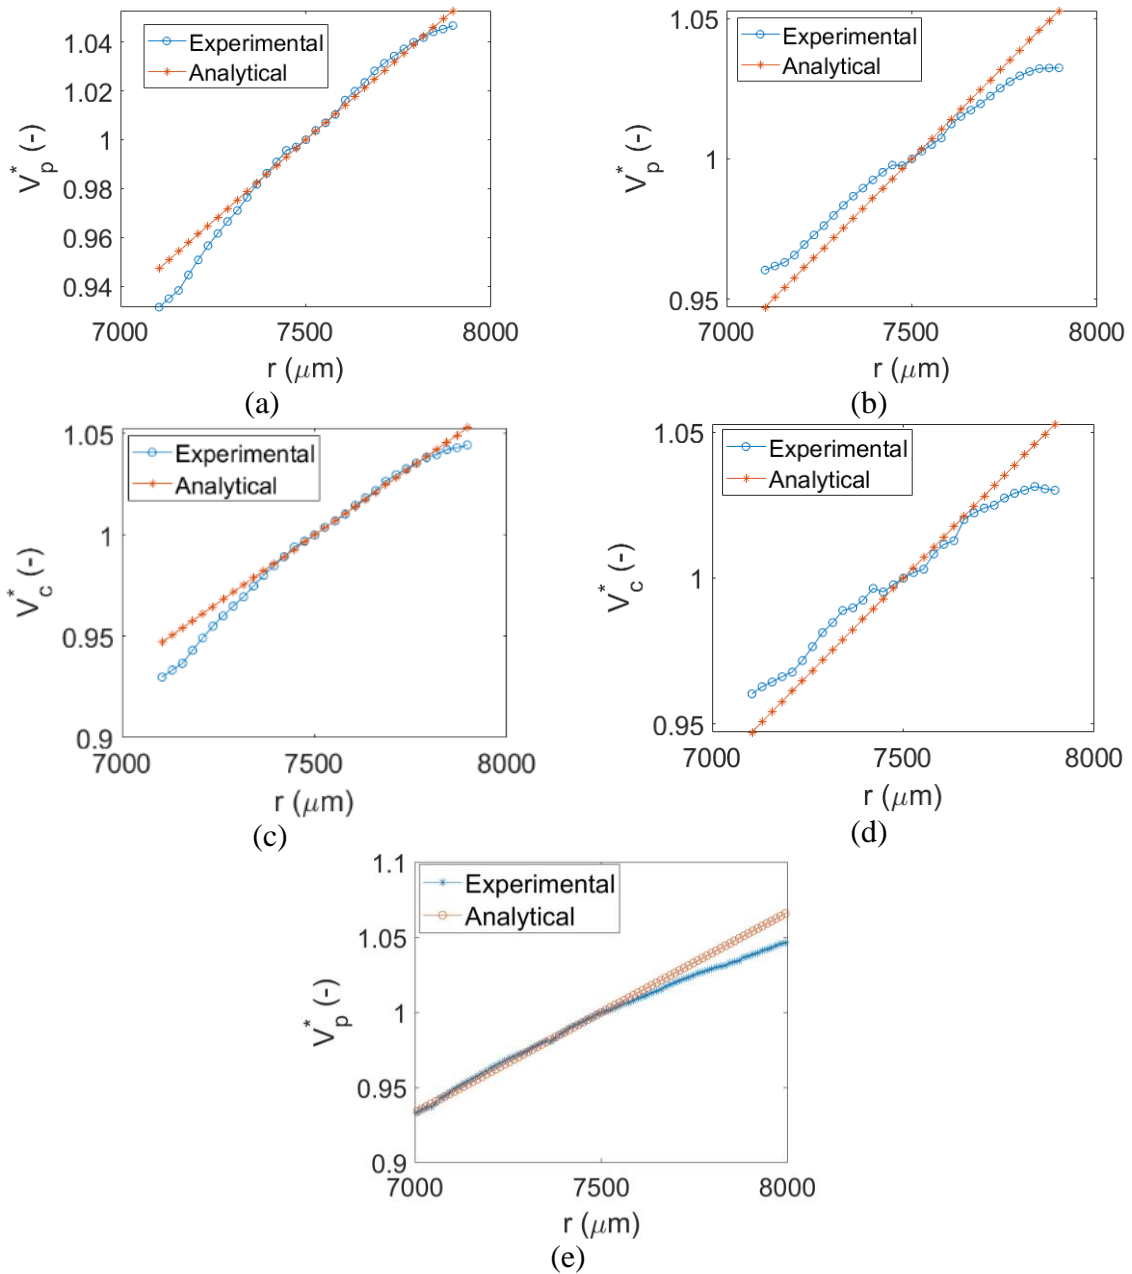 Experimental
Analytical
1.04
1.02
1
0.98
0.96
0.94
V*p (-)
7000
7500
8000
r (μm)
(a)
Experimental
Analytical
1.05
1
0.95
V*p (-)
7000
7500
8000
r (μm)
(b)
Experimental
Analytical
1.05
1
0.95
0.9
V*c (-)
7000
7500
8000
r (μm)
(c)
Experimental
Analytical
1.05
1
0.95
V*c (-)
7000
7500
8000
r (μm)
(d)
Experimental
Analytical
1.1
1.05
1
0.95
0.9
V*p (-)
7000
7500
8000
r (μm)
(e)